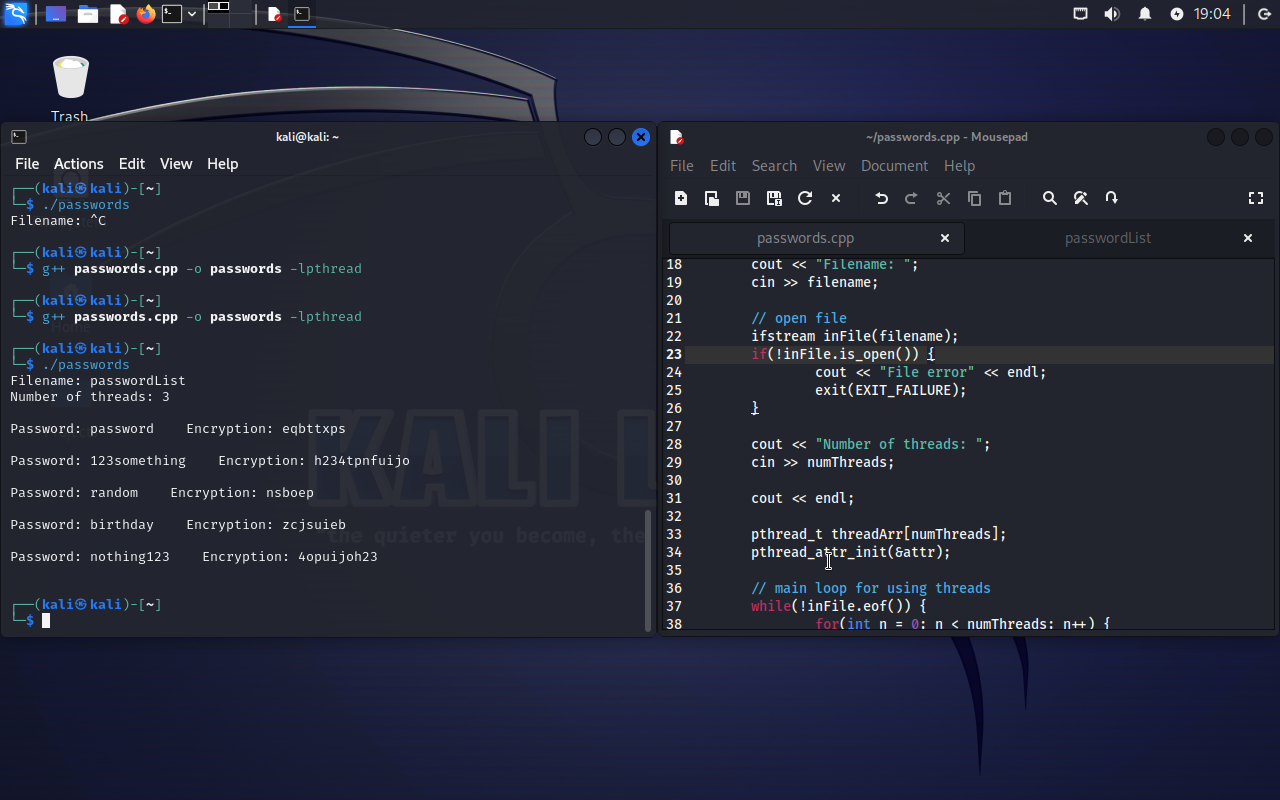 19:04
Trash
kali@kali: ~
File Actions Edit View Help
┌──(kali㉿kali)-[~]
└─$ ./passwords
Filename: ^C
┌──(kali㉿kali)-[~]
└─$ g++ passwords.cpp -o passwords -lpthread
┌──(kali㉿kali)-[~]
└─$ g++ passwords.cpp -o passwords -lpthread
┌──(kali㉿kali)-[~]
└─$ ./passwords
Filename: passwordList
Number of threads: 3
Password: password    Encryption: eqbttxps
Password: 123something    Encryption: h234tpnfuijo
Password: random    Encryption: nsboep
Password: birthday    Encryption: zcjsuieb
Password: nothing123    Encryption: 4opuijoh23
┌──(kali㉿kali)-[~]
└─$
KALI L
the quieter you become, the
~/passwords.cpp - Mousepad
File Edit Search View Document Help
passwords.cpp passwordList
18 cout << "Filename: ";
19 cin >> filename;
20
21 // open file
22 ifstream inFile(filename);
23 if(!inFile.is_open()) {
24 cout << "File error" << endl;
25 exit(EXIT_FAILURE);
26 }
27
28 cout << "Number of threads: ";
29 cin >> numThreads;
30
31 cout << endl;
32
33 pthread_t threadArr[numThreads];
34 pthread_attr_init(&attr);
35
36 // main loop for using threads
37 while(!inFile.eof()) {
38 for(int n = 0; n < numThreads; n++) {